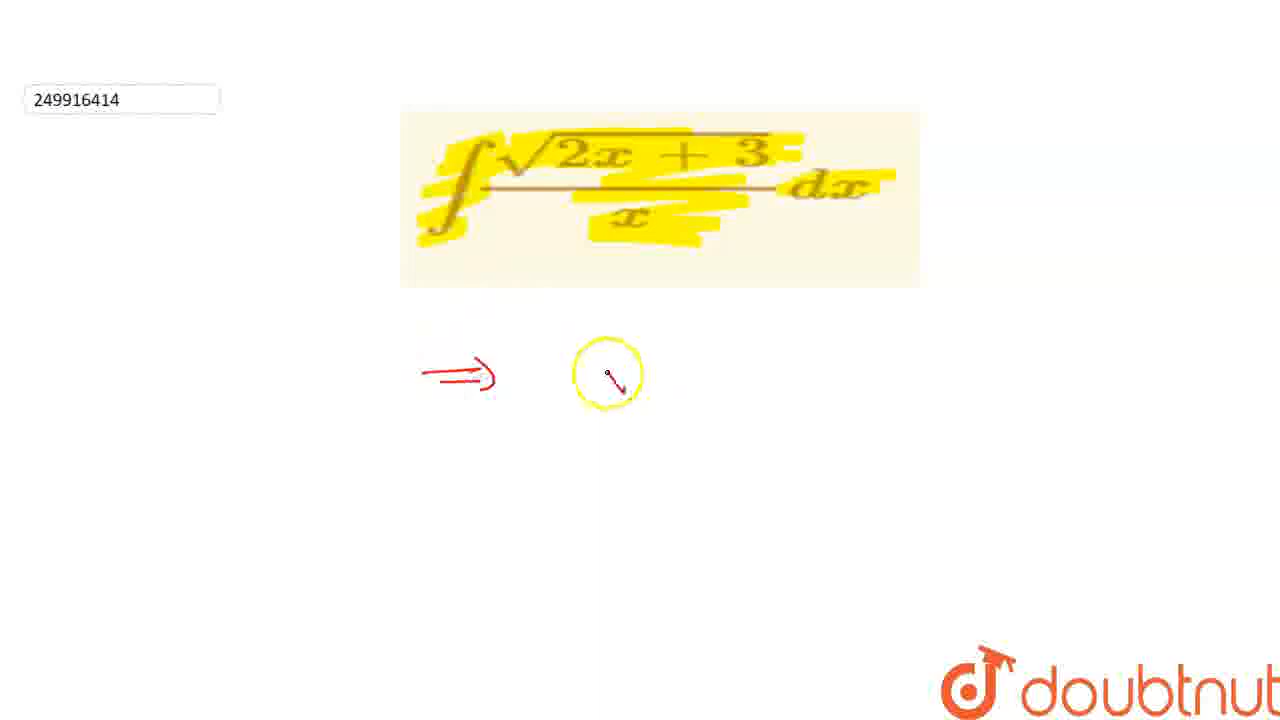 249916414
∫ √(2x + 3) / x dx
⇒
doubtnut